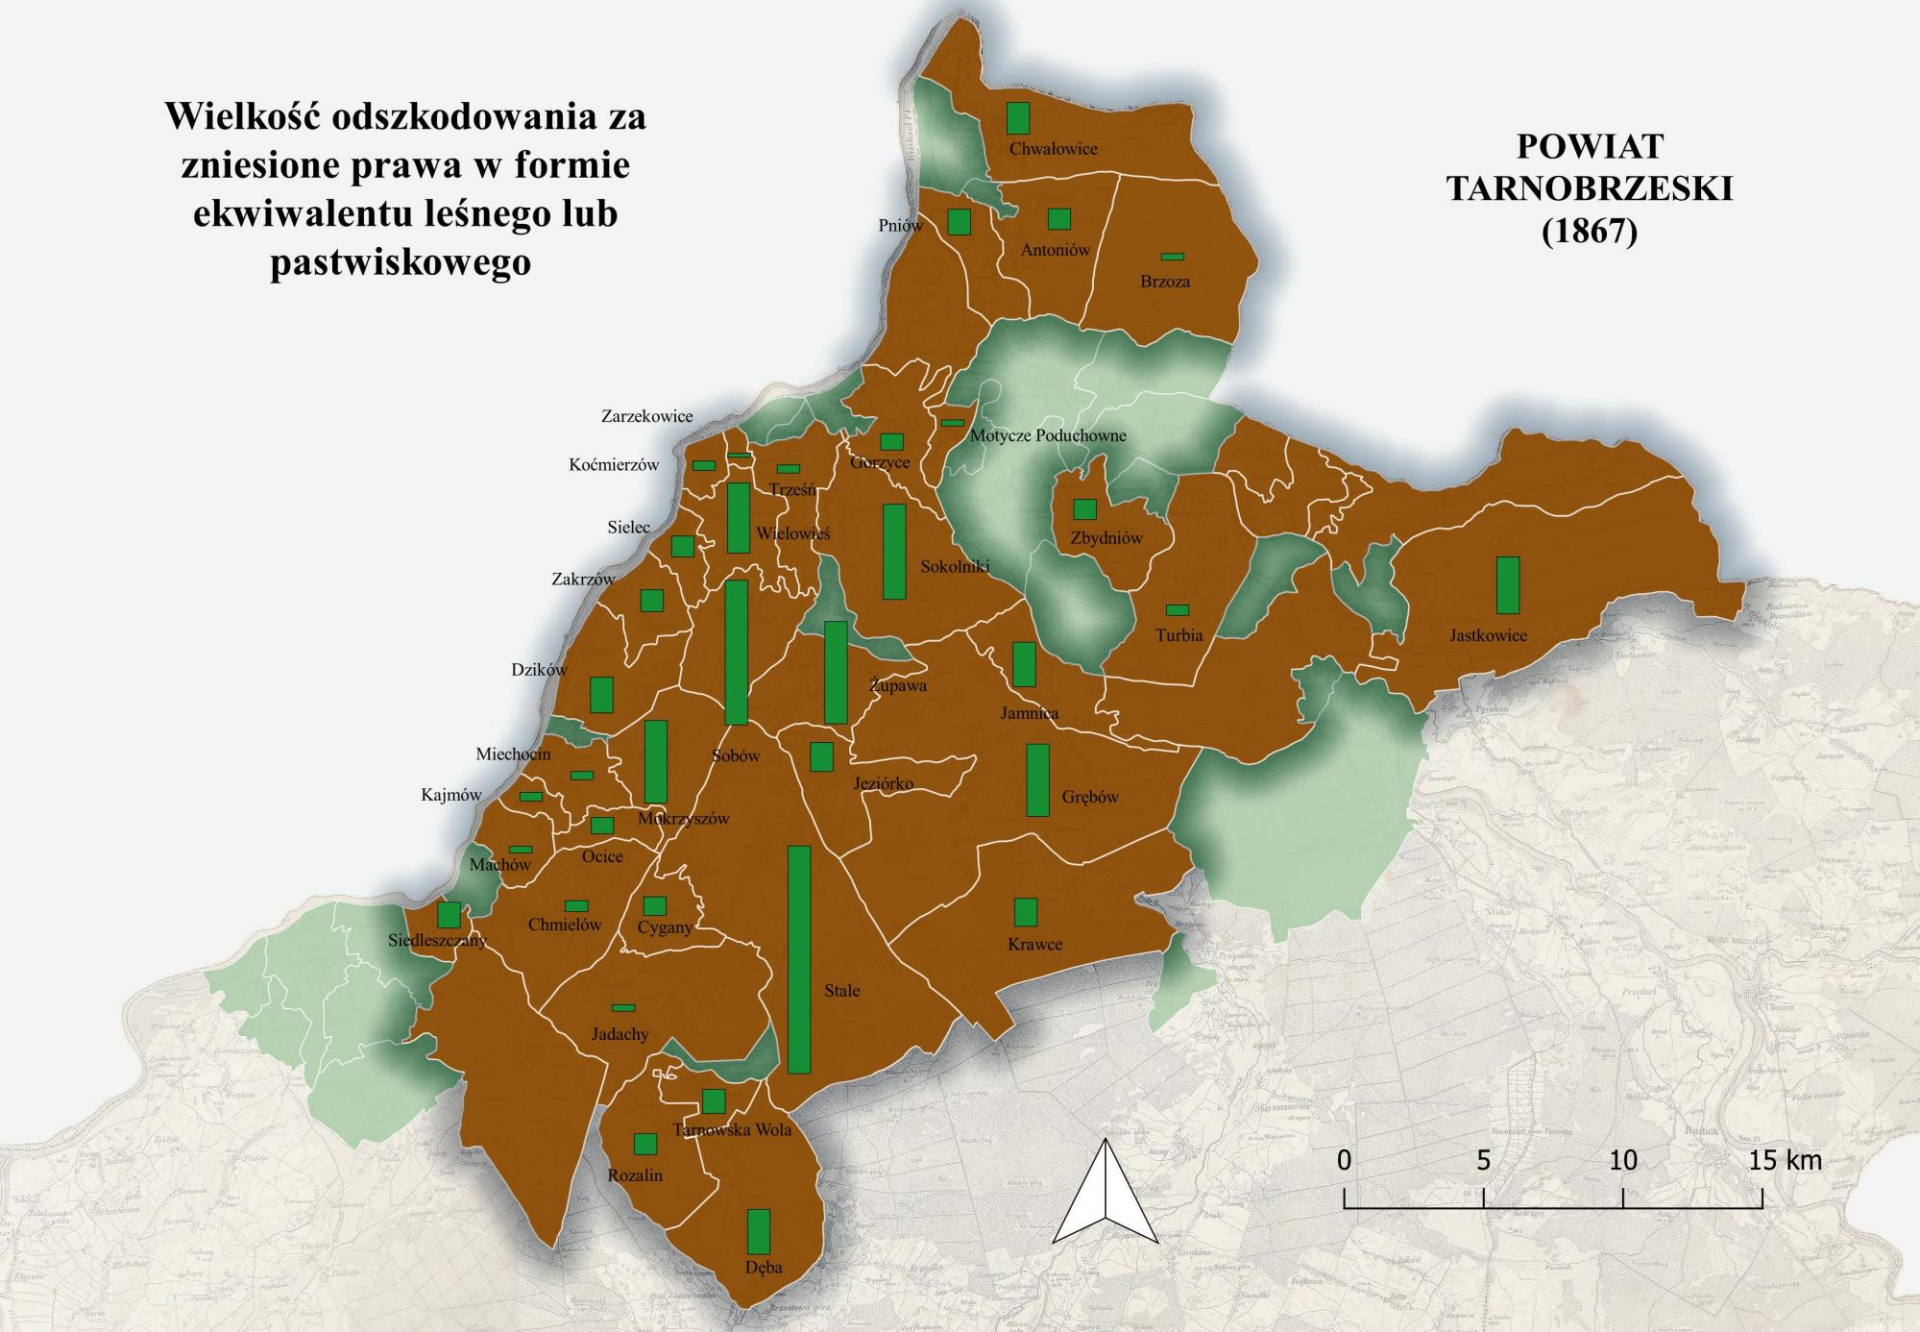 Wielkość odszkodowania za
zniesione prawa w formie
ekwiwalentu leśnego lub
pastwiskowego
POWIAT
TARNOBRZESKI
(1867)
Chwałowice
Pniów
Antoniów
Brzoza
Zarzekowice
Motycze Poduchowne
Koćmierzów
Gorzyce
Trześń
Sielec
Wielowieś
Zbydniów
Sokolniki
Zakrzów
Turbia
Jastkowice
Dzików
Żupawa
Jamnica
Miechocin
Sobów
Jeziórko
Kajmów
Grębów
Mokrzyszów
Machów
Ocice
Chmielów
Cygany
Siedleszczany
Krawce
Stale
Jadachy
Tarnowska Wola
Rozalin
Dęba
0 5 10 15 km